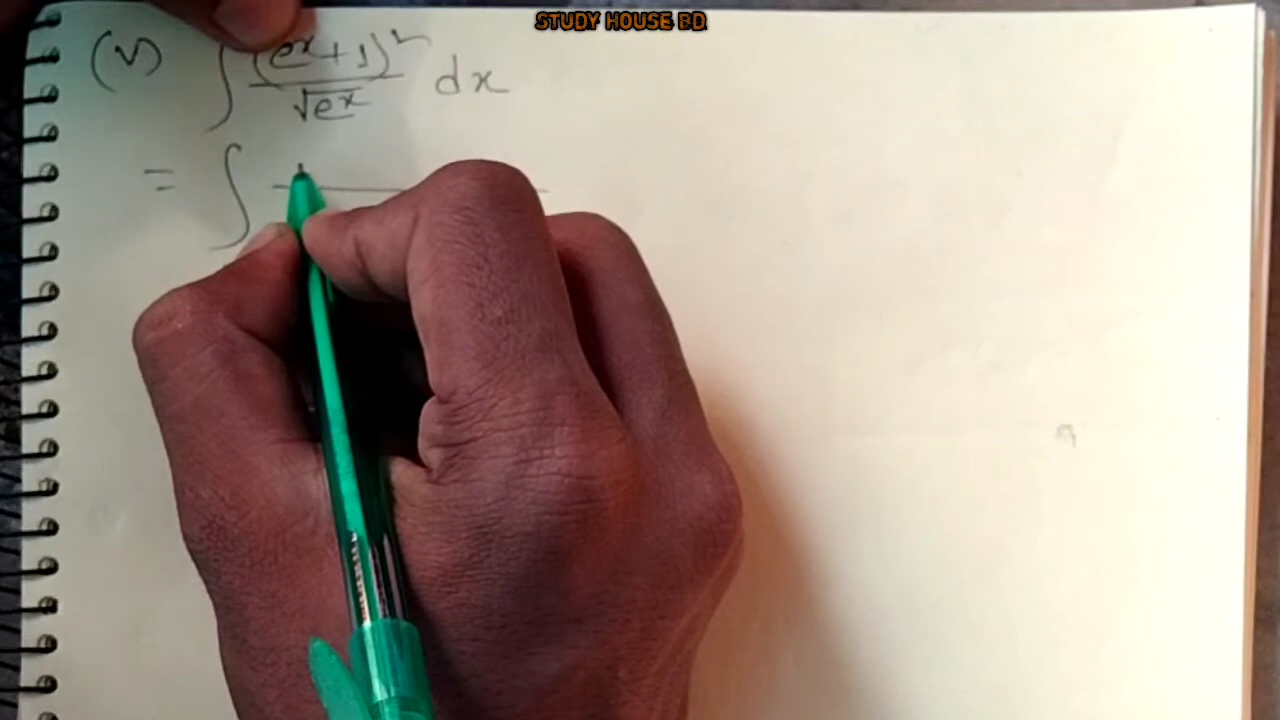 STUDY HOUSE BD
(v) ∫ (eˣ+1)² / √eˣ dx
= ∫